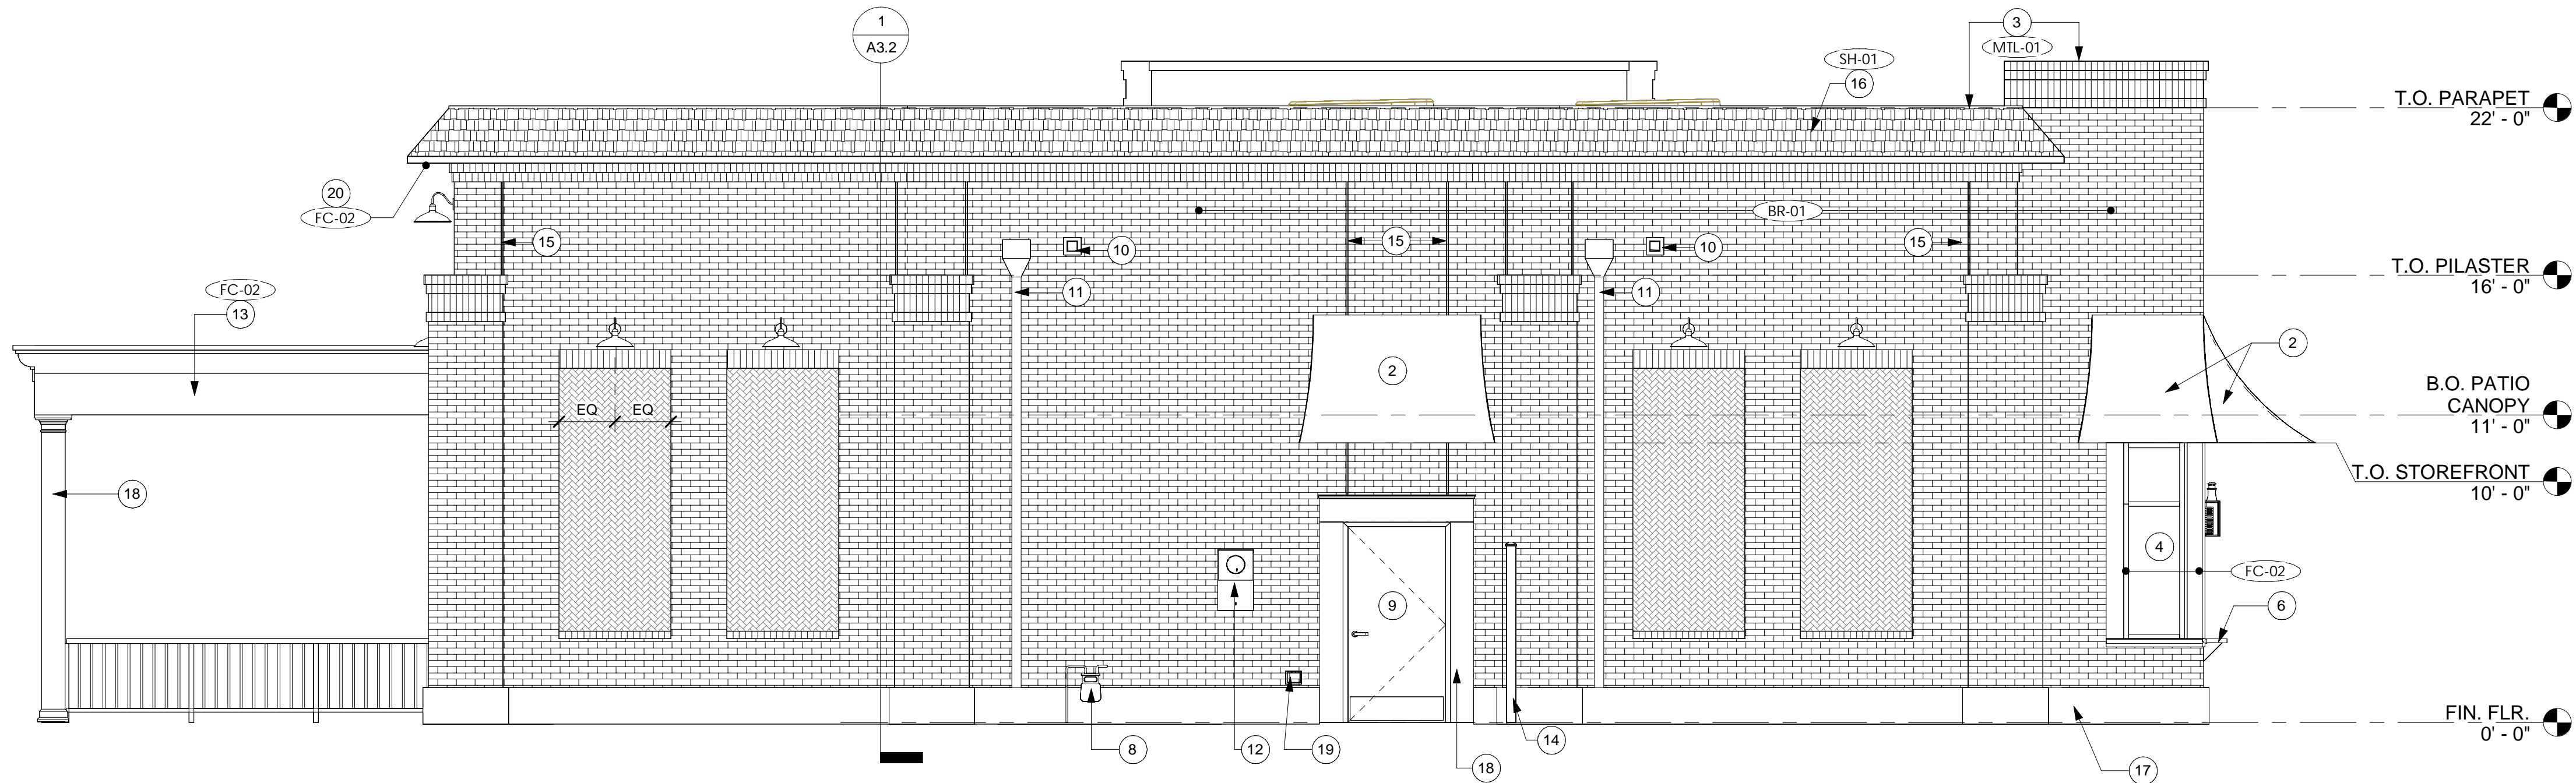 1
A3.2
3
MTL-01
SH-01
16
T.O. PARAPET
22' - 0"
20
FC-02
BR-01
15
10
15
15
10
T.O. PILASTER
16' - 0"
FC-02
13
11
11
2
2
B.O. PATIO
CANOPY
11' - 0"
EQ
EQ
18
T.O. STOREFRONT
10' - 0"
4
FC-02
9
6
FIN. FLR.
0' - 0"
8
12
19
14
18
17